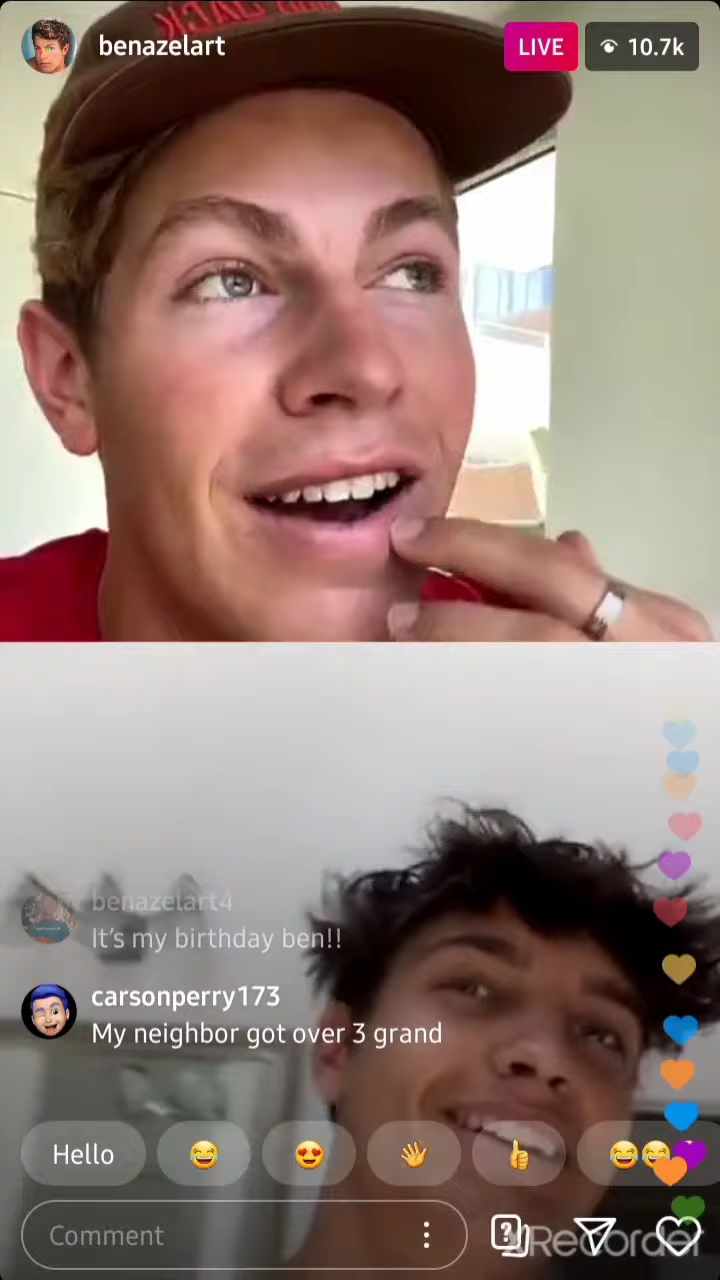 benazelart
LIVE
10.7k
benazelart4
It's my birthday ben!!
carsonperry173
My neighbor got over 3 grand
Hello
Comment
Recorder